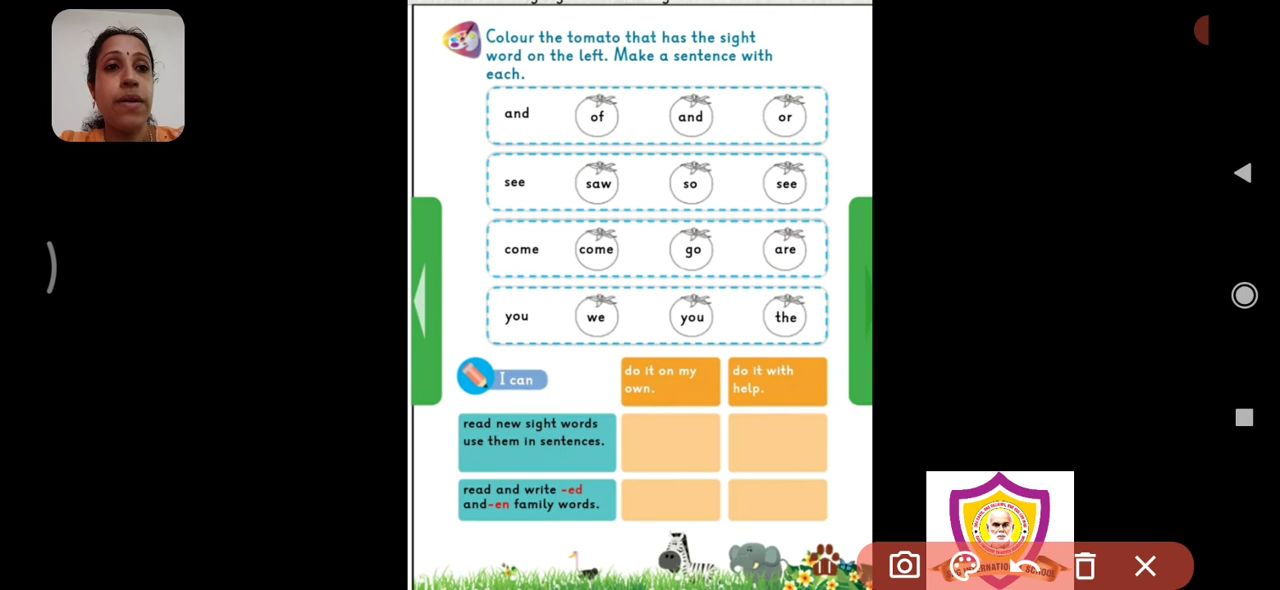 Colour the tomato that has the sight
word on the left. Make a sentence with
each.
and of and or
see saw so see
come come go are
you we you the
I can
do it on my
own.
do it with
help.
read new sight words
use them in sentences.
read and write -ed
and-en family words.
11